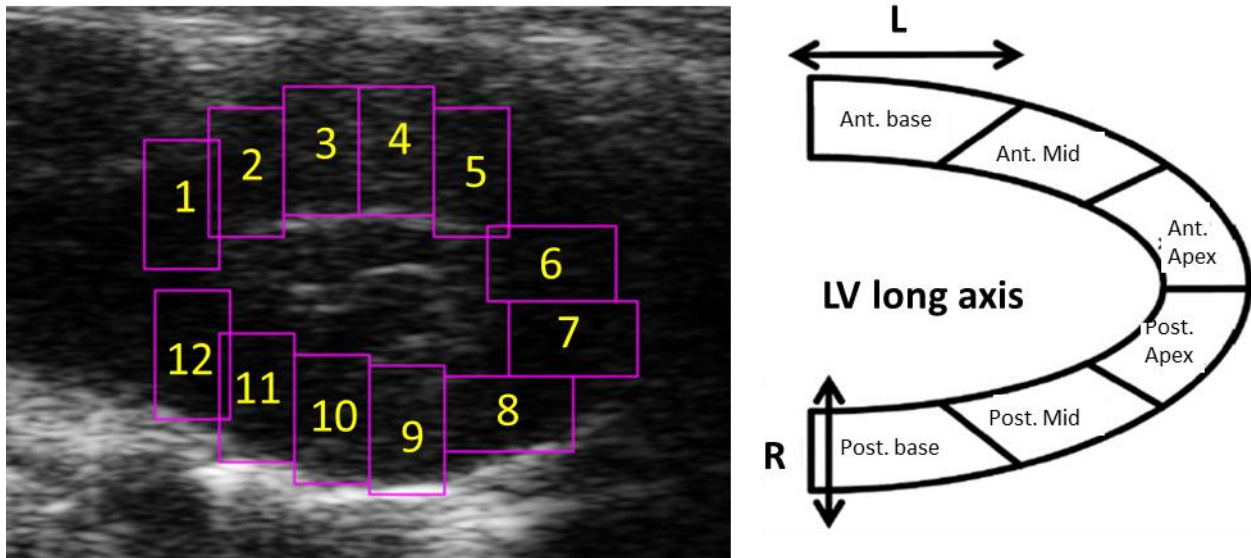 1
2
3
4
5
6
7
8
9
10
11
12
L
Ant. base
Ant. Mid
Ant.
Apex
LV long axis
Post.
Apex
Post. Mid
R
Post. base